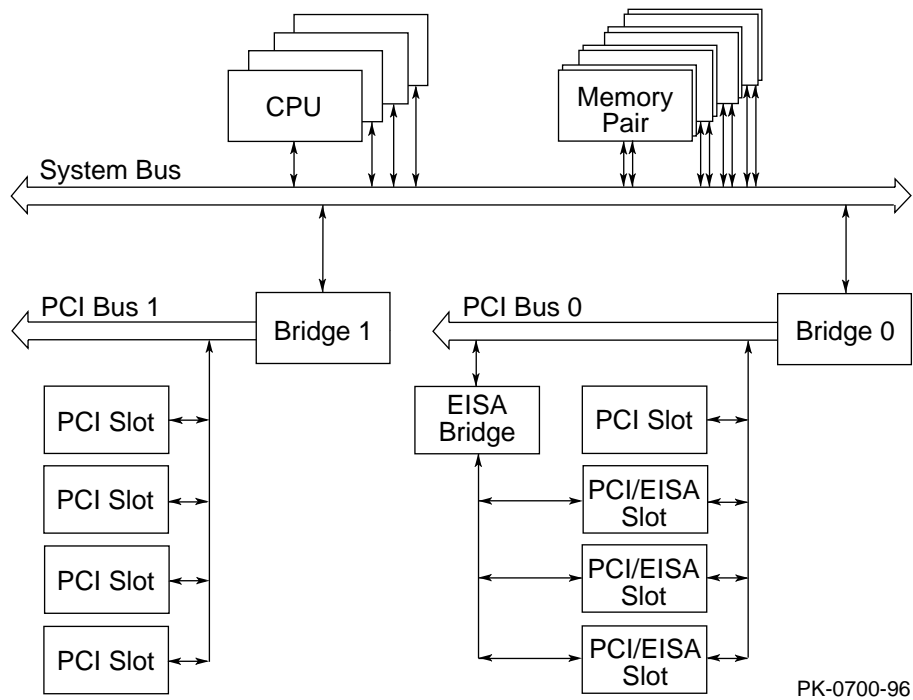 CPU
Memory
Pair
System Bus
PCI Bus 1
PCI Bus 0
Bridge 1
Bridge 0
PCI Slot
PCI Slot
PCI Slot
PCI Slot
EISA
Bridge
PCI Slot
PCI/EISA
Slot
PCI/EISA
Slot
PCI/EISA
Slot
PK-0700-96